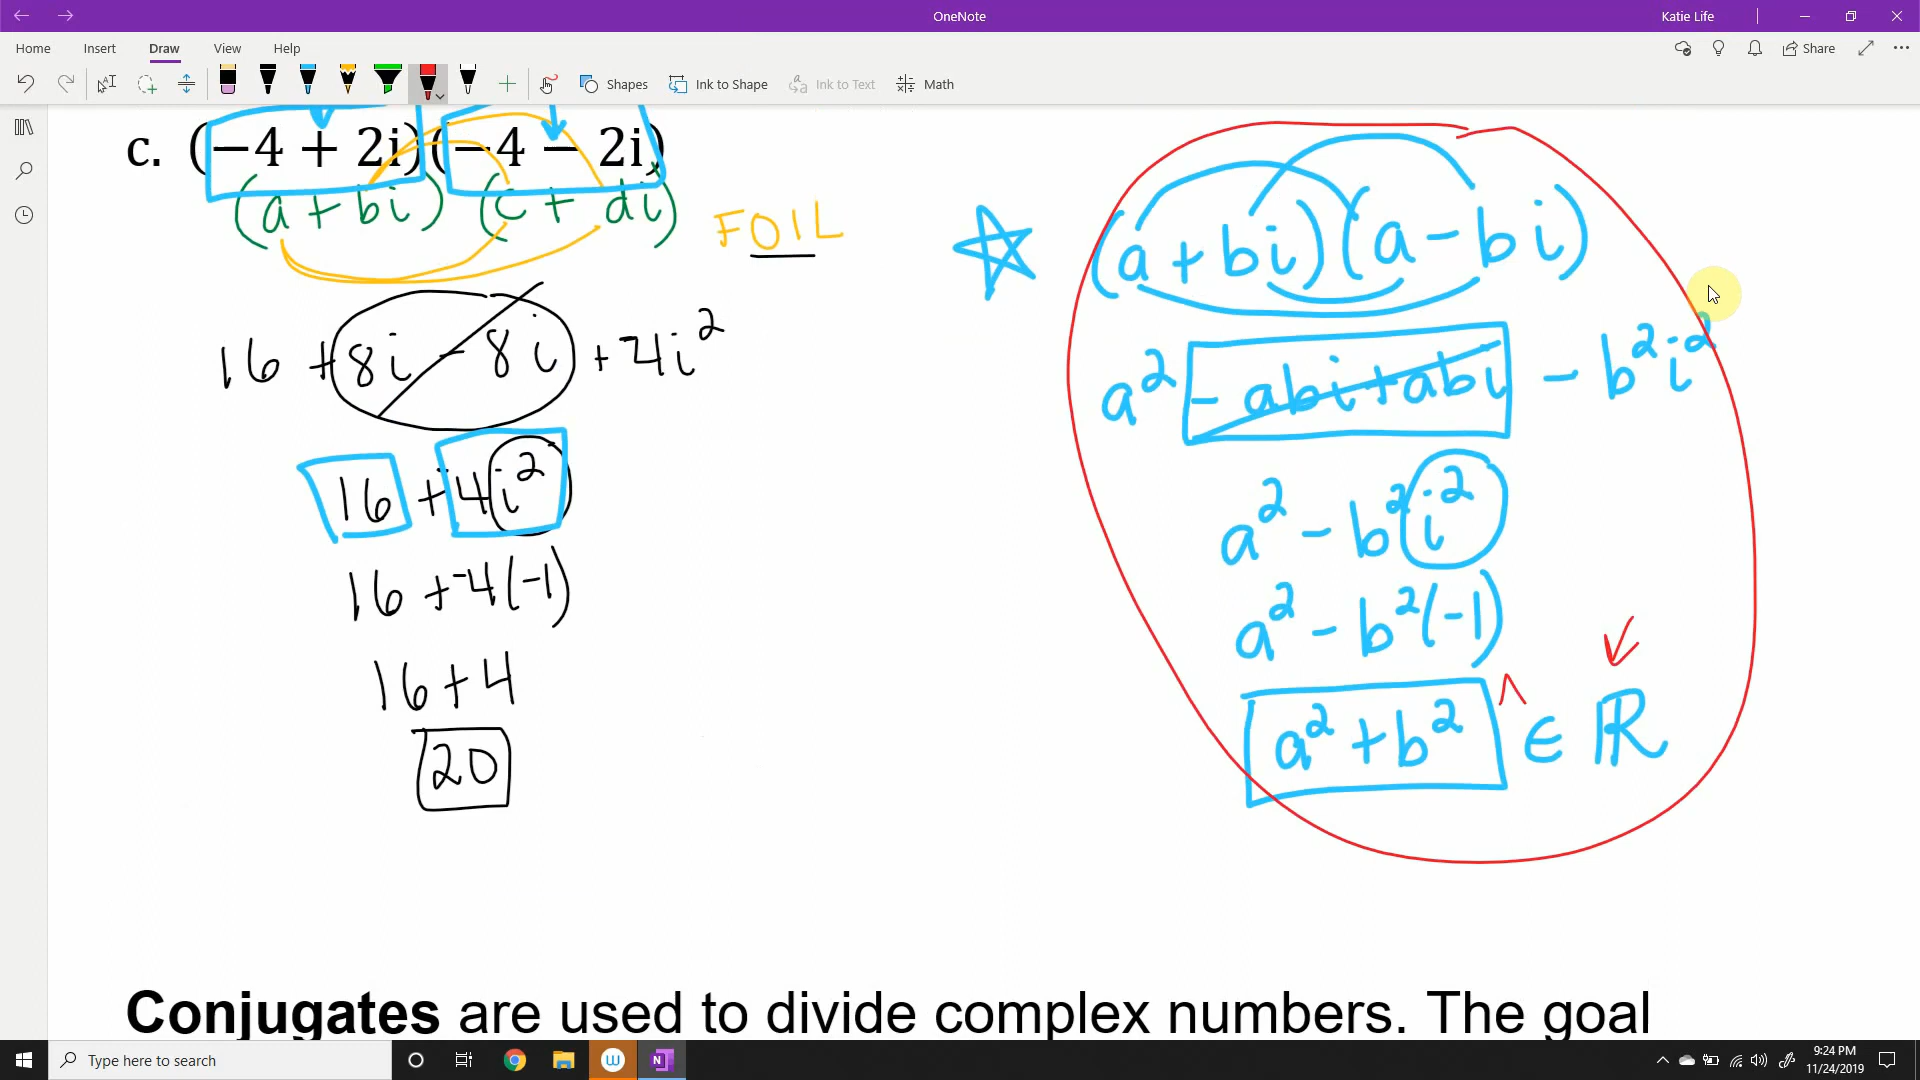 OneNote
Katie Life
Home Insert Draw View Help
Share
Shapes Ink to Shape Ink to Text Math
c. (−4 + 2i)(−4 − 2i)
(a + bi) (c + di)
FOIL
16 + 8i − 8i + -4i²
16 + -4i²
16 + -4(-1)
16 + 4
20
(a + bi)(a − bi)
a² − abi + abi − b²i²
a² − b²i²
a² − b²(-1)
a² + b² ∈ ℝ
Conjugates are used to divide complex numbers. The goal
Type here to search
9:24 PM
11/24/2019